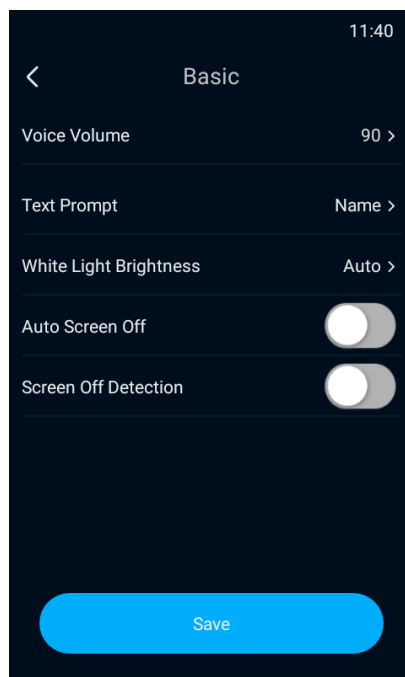 11:40
Basic
Voice Volume 90 >
Text Prompt Name >
White Light Brightness Auto >
Auto Screen Off
Screen Off Detection
Save